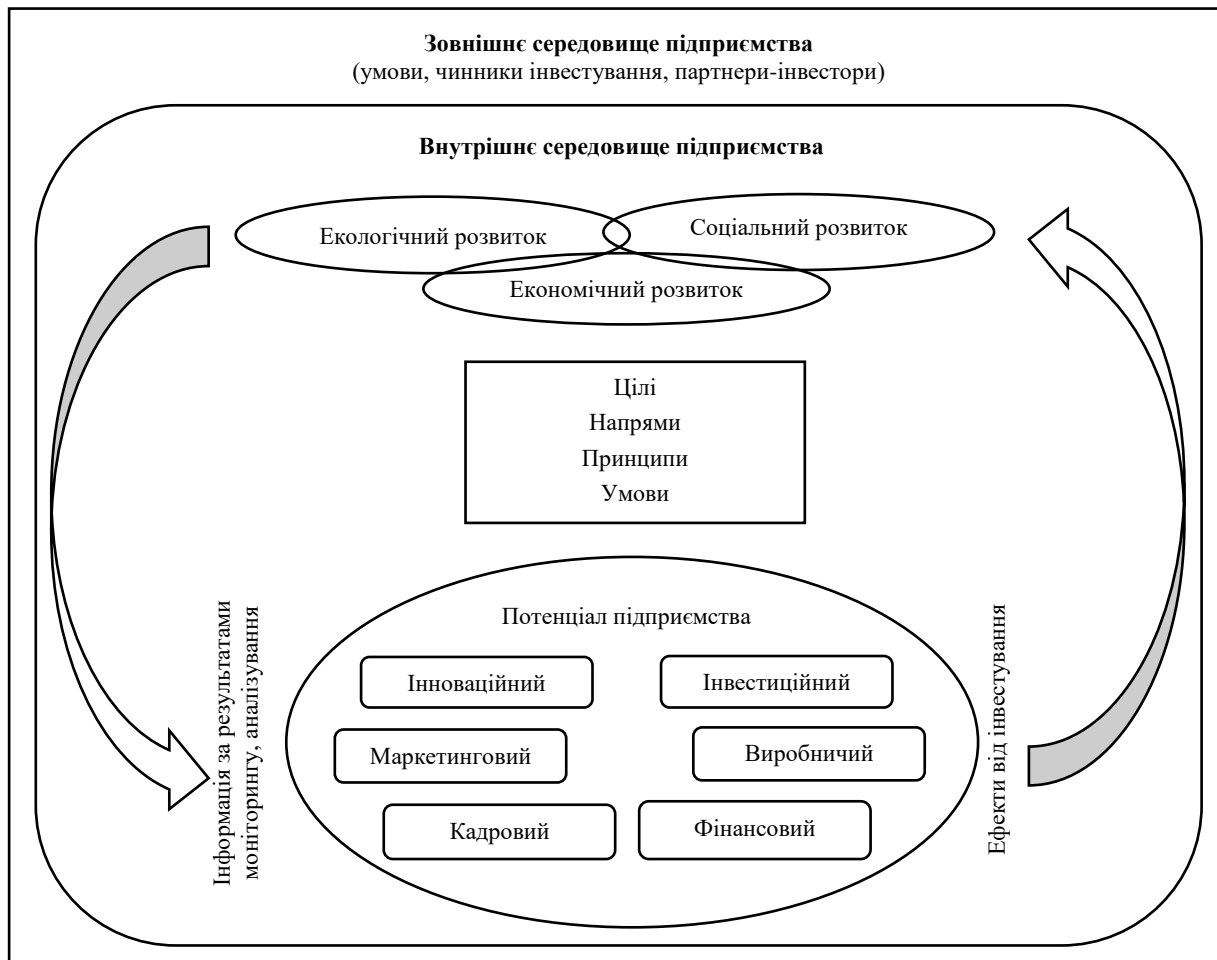 Зовнішнє середовище підприємства
(умови, чинники інвестування, партнери-інвестори)
Внутрішнє середовище підприємства
Екологічний розвиток
Соціальний розвиток
Економічний розвиток
Цілі
Напрями
Принципи
Умови
Потенціал підприємства
Інноваційний
Інвестиційний
Маркетинговий
Виробничий
Кадровий
Фінансовий
Інформація за результатами
моніторингу, аналізування
Ефекти від інвестування